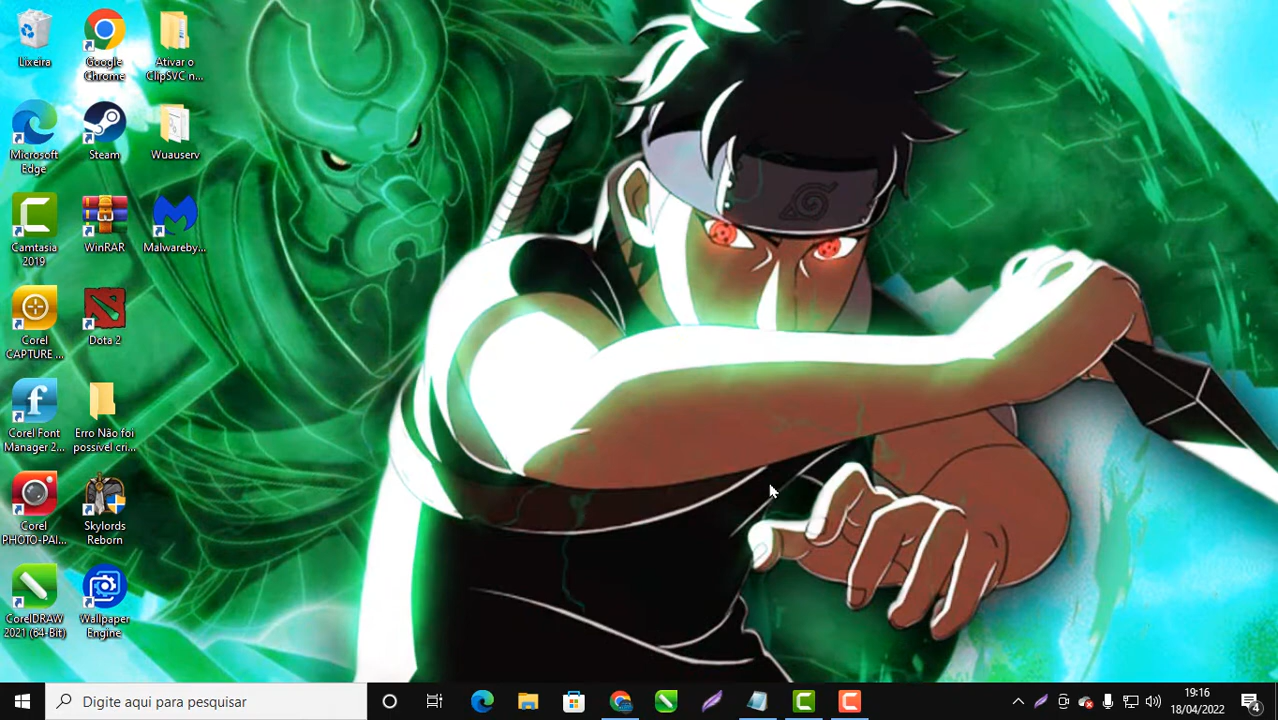 Lixeira
Google
Chrome
Ativar o
ClipSVC n...
Microsoft
Edge
Steam
Wuauserv
Camtasia
2019
WinRAR
Malwareby...
Corel
CAPTURE ...
Dota 2
Corel Font
Manager 2...
Erro Não foi
possivel cri...
Corel
PHOTO-PAI...
Skylords
Reborn
CorelDRAW
2021 (64-Bit)
Wallpaper
Engine
Digite aqui para pesquisar
19:16
18/04/2022
4